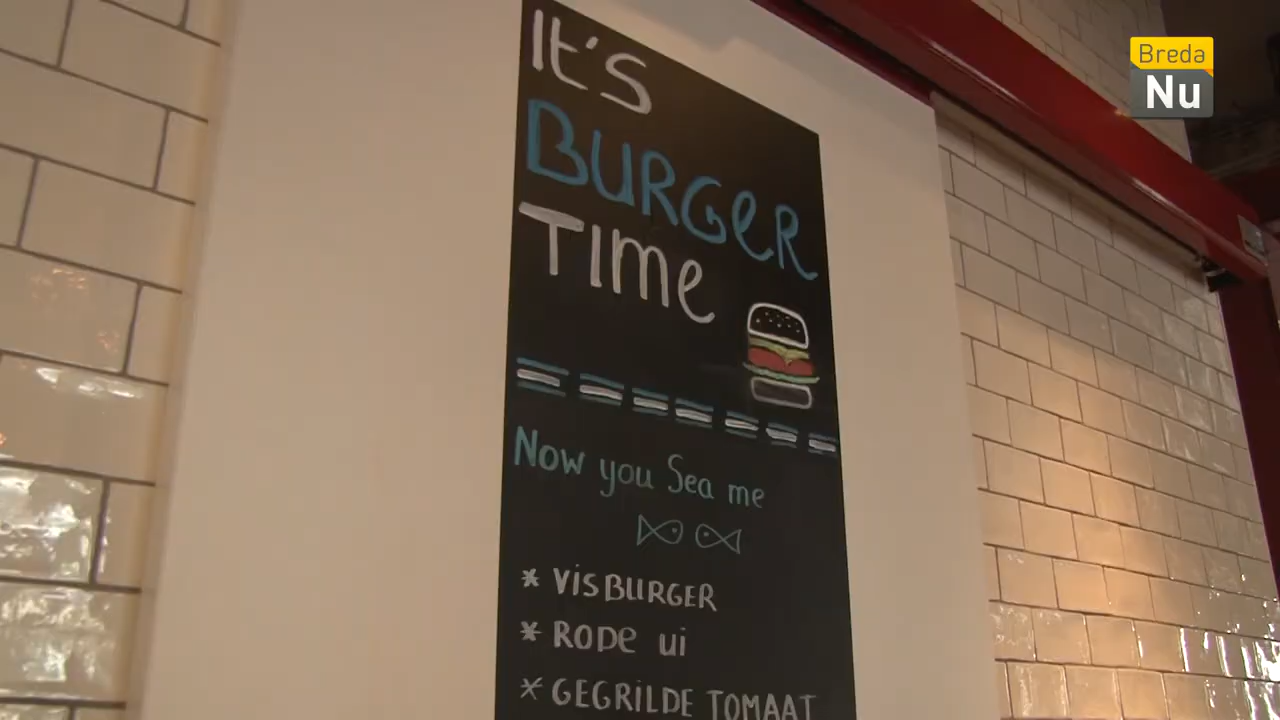 Breda
Nu
It's
BURGER
TIME
Now you Sea me
* VISBURGER
* RODE ui
* GEGRILDE TOMAAT